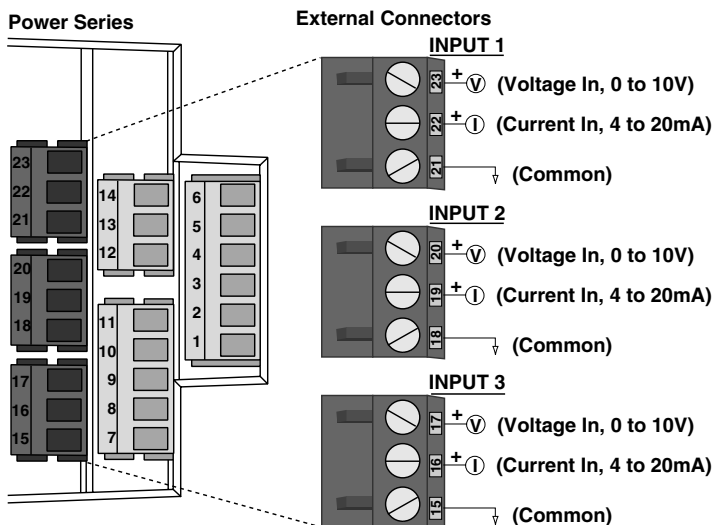 Power Series
External Connectors
INPUT 1
23 + V (Voltage In, 0 to 10V)
22 + I (Current In, 4 to 20mA)
21 (Common)
INPUT 2
20 + V (Voltage In, 0 to 10V)
19 + I (Current In, 4 to 20mA)
18 (Common)
INPUT 3
17 + V (Voltage In, 0 to 10V)
16 + I (Current In, 4 to 20mA)
15 (Common)
23
22
21
20
19
18
17
16
15
14
13
12
11
10
9
8
7
6
5
4
3
2
1